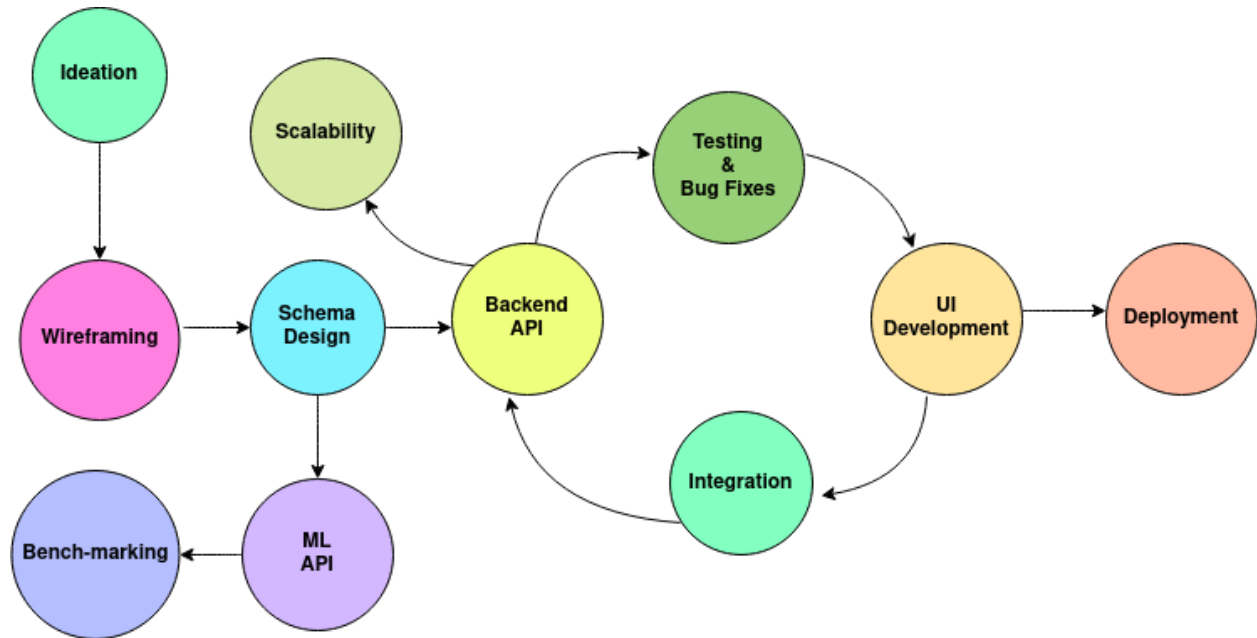 Ideation
Scalability
Testing
&
Bug Fixes
Wireframing
Schema
Design
Backend
API
UI
Development
Deployment
Integration
Bench-marking
ML
API